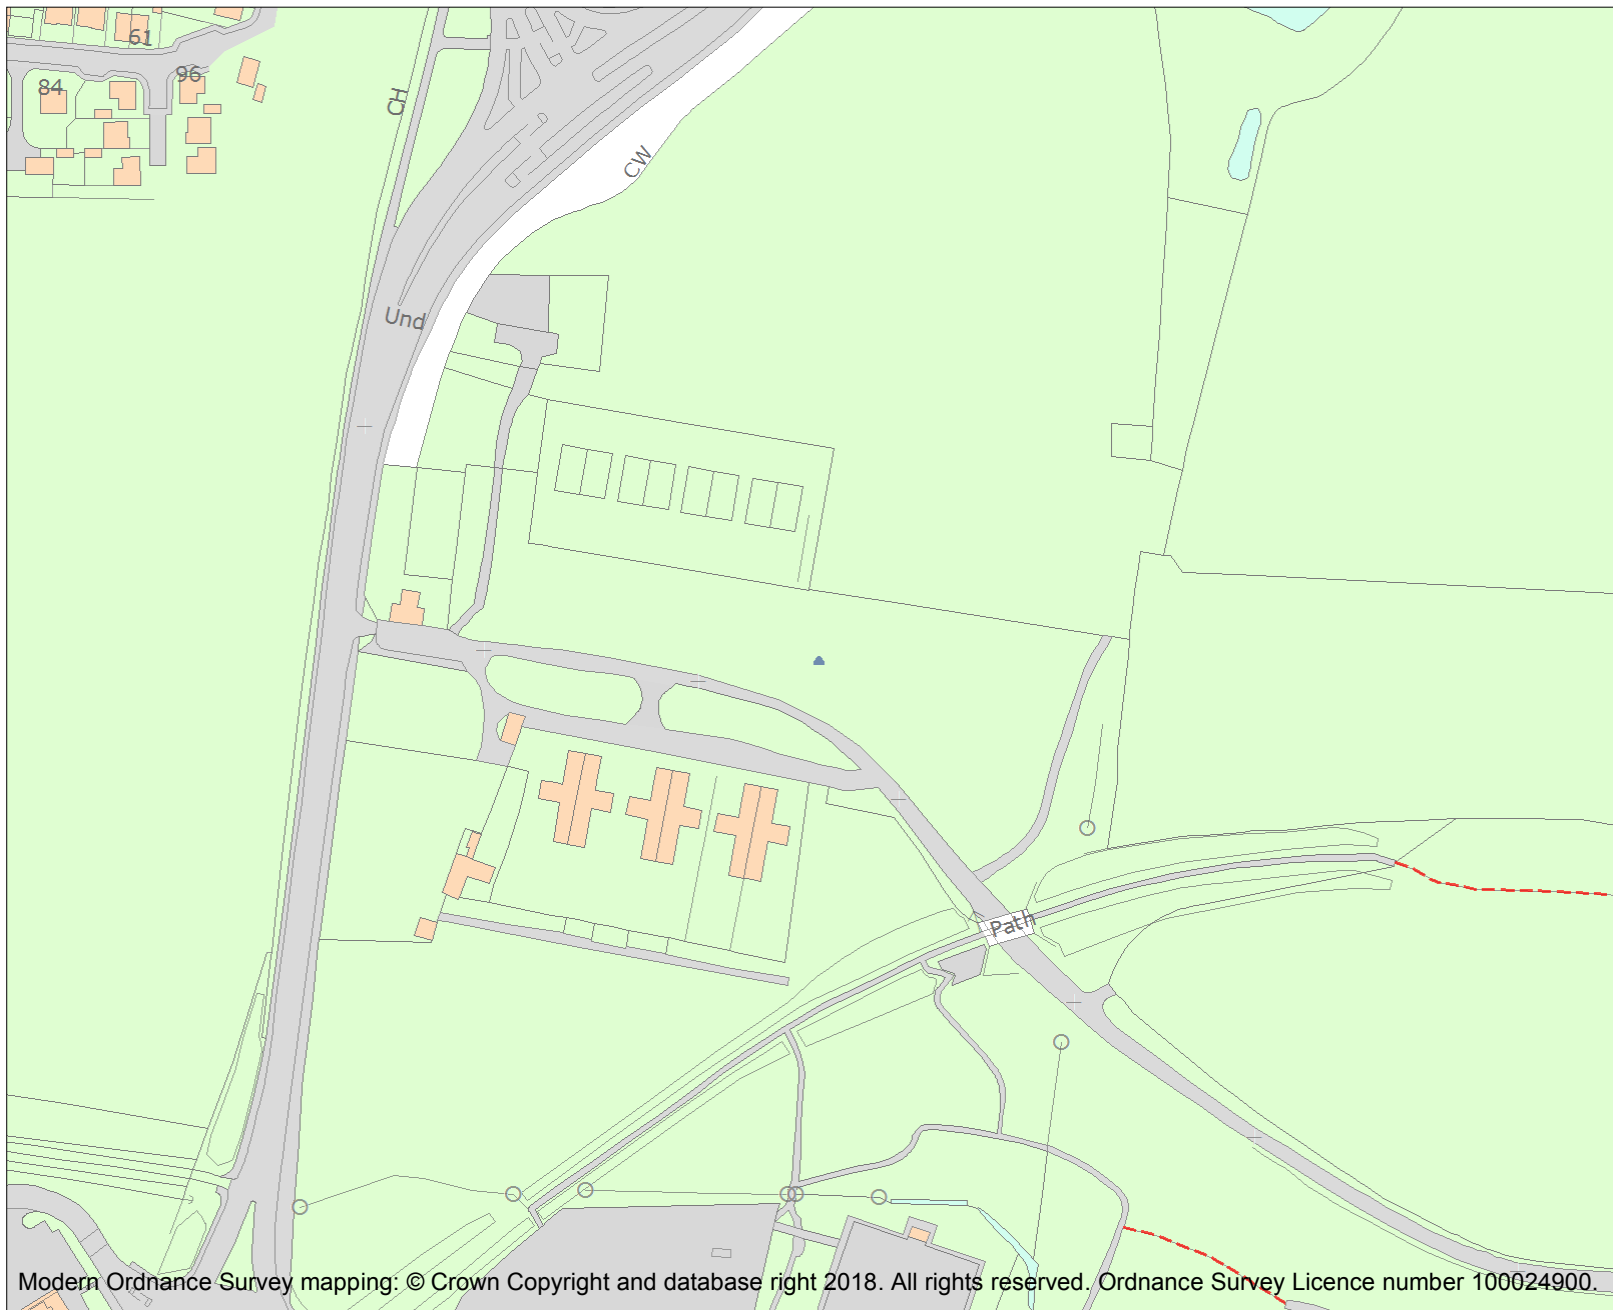 61
96
84
CH
CW
Und
Path
Modern Ordnance Survey mapping: © Crown Copyright and database right 2018. All rights reserved. Ordnance Survey Licence number 100024900.